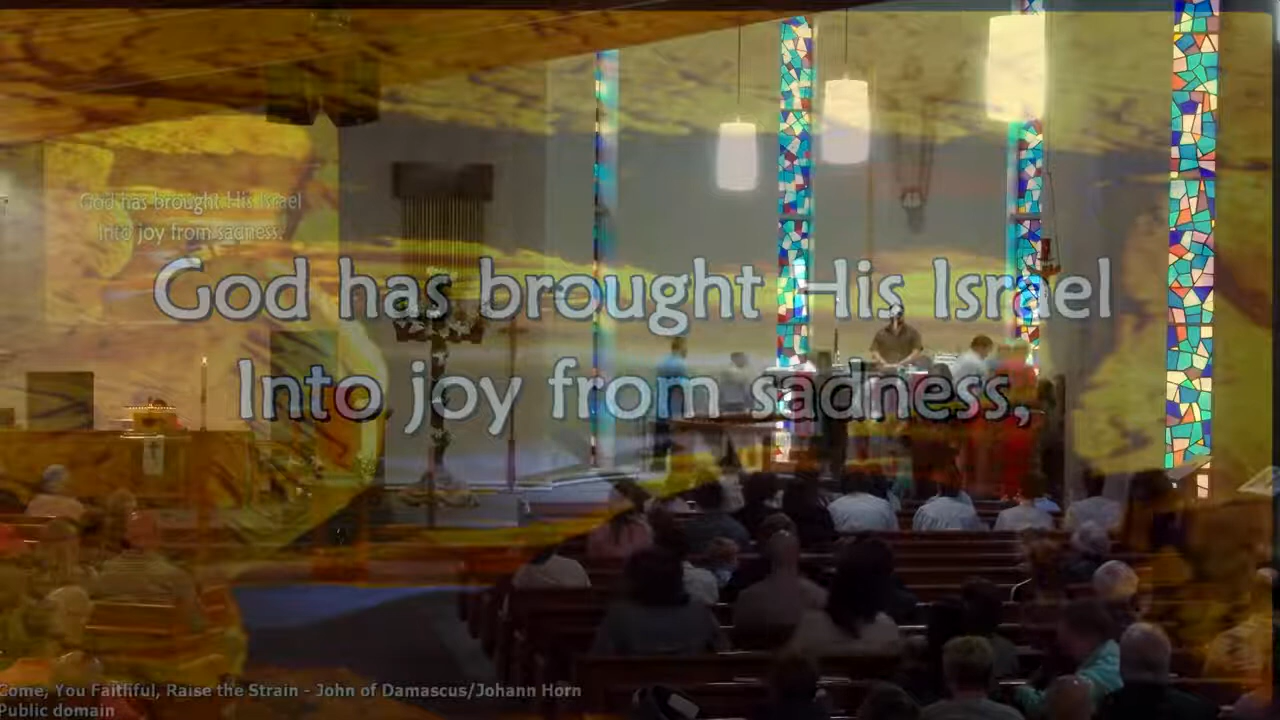 God has brought His Israel
Into joy from sadness.
God has brought His Israel
Into joy from sadness,
Come, You Faithful, Raise the Strain - John of Damascus/Johann Horn
Public domain